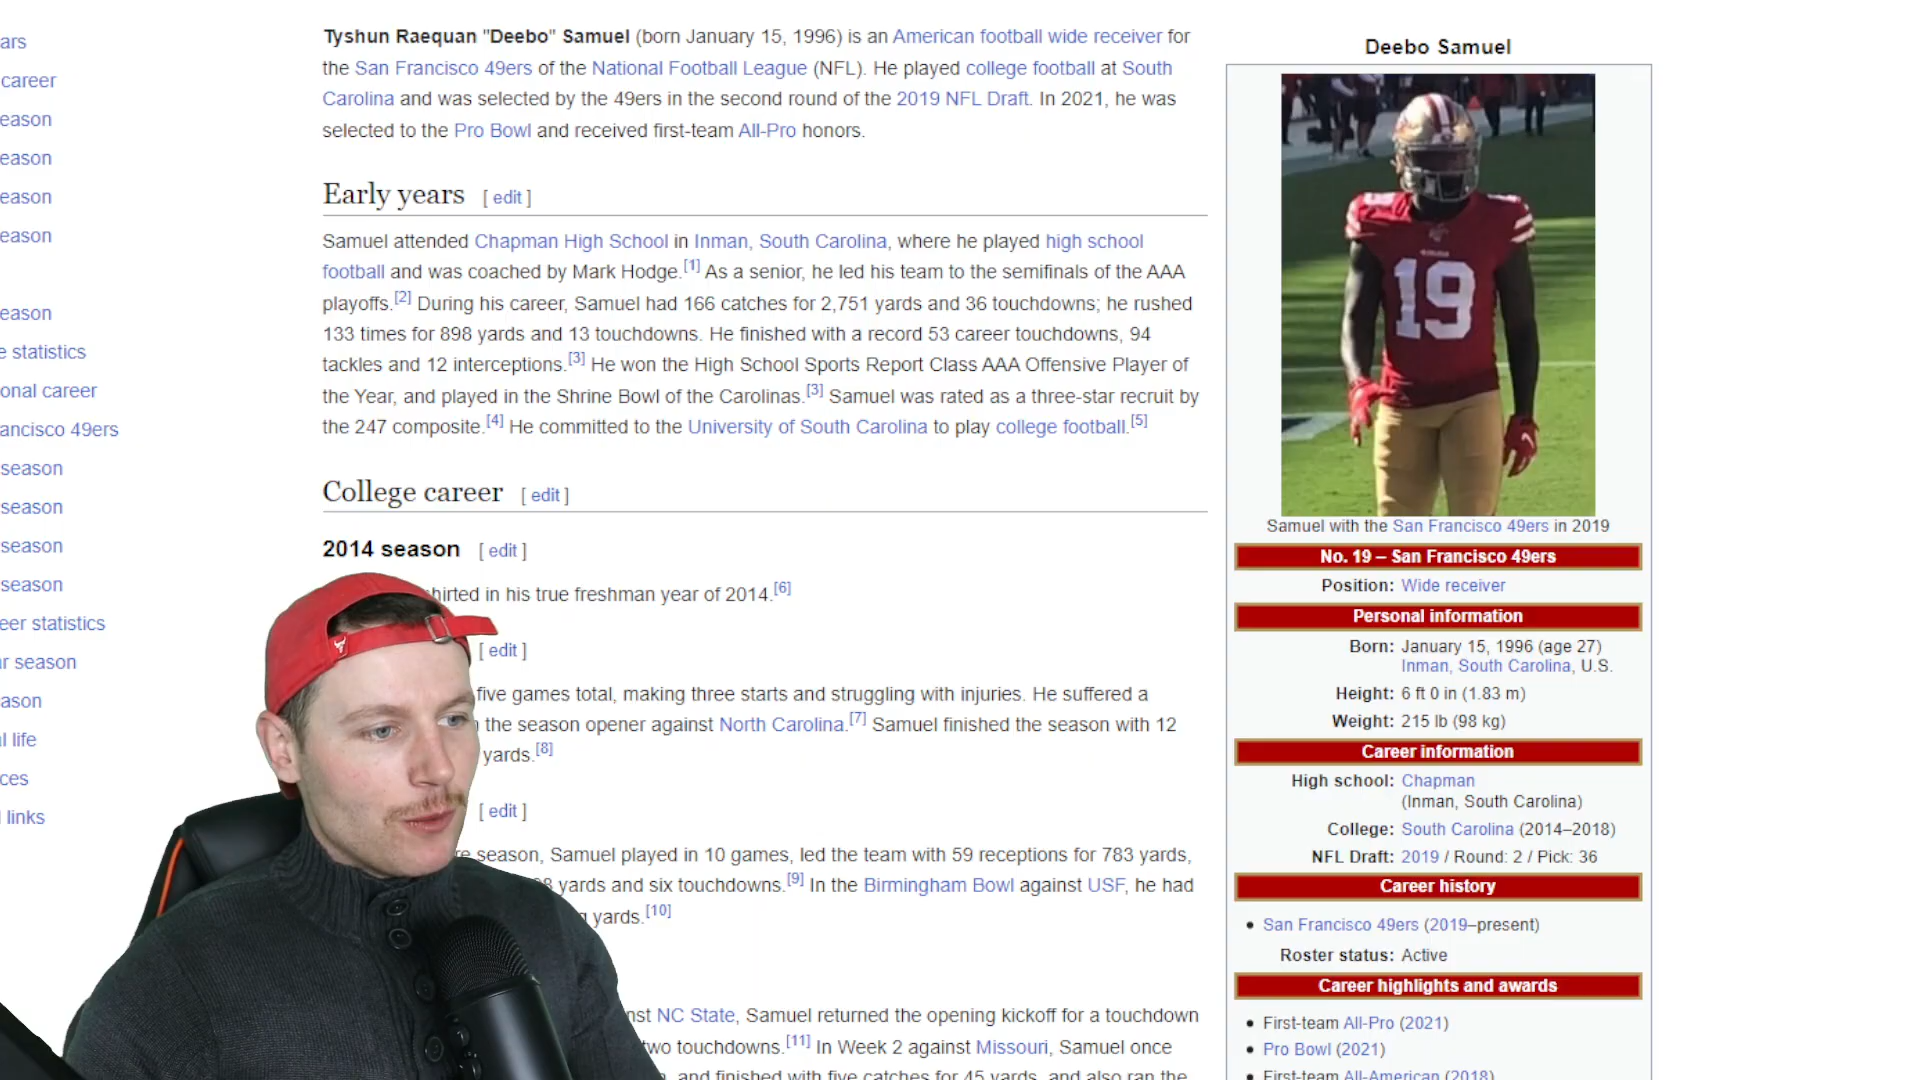 ars
career
eason
eason
eason
eason
eason
e statistics
onal career
ancisco 49ers
season
season
season
season
eer statistics
ar season
ason
l life
ces
links
Tyshun Raequan "Deebo" Samuel (born January 15, 1996) is an American football wide receiver for
the San Francisco 49ers of the National Football League (NFL). He played college football at South
Carolina and was selected by the 49ers in the second round of the 2019 NFL Draft. In 2021, he was
selected to the Pro Bowl and received first-team All-Pro honors.
Early years [ edit ]
Samuel attended Chapman High School in Inman, South Carolina, where he played high school
football and was coached by Mark Hodge.[1] As a senior, he led his team to the semifinals of the AAA
playoffs.[2] During his career, Samuel had 166 catches for 2,751 yards and 36 touchdowns; he rushed
133 times for 898 yards and 13 touchdowns. He finished with a record 53 career touchdowns, 94
tackles and 12 interceptions.[3] He won the High School Sports Report Class AAA Offensive Player of
the Year, and played in the Shrine Bowl of the Carolinas.[3] Samuel was rated as a three-star recruit by
the 247 composite.[4] He committed to the University of South Carolina to play college football.[5]
College career [ edit ]
2014 season [ edit ]
hirted in his true freshman year of 2014.[6]
[ edit ]
five games total, making three starts and struggling with injuries. He suffered a
the season opener against North Carolina.[7] Samuel finished the season with 12
yards.[8]
[ edit ]
re season, Samuel played in 10 games, led the team with 59 receptions for 783 yards,
yards and six touchdowns.[9] In the Birmingham Bowl against USF, he had
yards.[10]
nst NC State, Samuel returned the opening kickoff for a touchdown
two touchdowns.[11] In Week 2 against Missouri, Samuel once
and finished with five catches for 45 yards, and also ran the
Deebo Samuel
19
Samuel with the San Francisco 49ers in 2019
No. 19 – San Francisco 49ers
Position: Wide receiver
Personal information
Born: January 15, 1996 (age 27)
Inman, South Carolina, U.S.
Height: 6 ft 0 in (1.83 m)
Weight: 215 lb (98 kg)
Career information
High school: Chapman
(Inman, South Carolina)
College: South Carolina (2014–2018)
NFL Draft: 2019 / Round: 2 / Pick: 36
Career history
• San Francisco 49ers (2019–present)
Roster status: Active
Career highlights and awards
• First-team All-Pro (2021)
• Pro Bowl (2021)
• First-team All-American (2018)